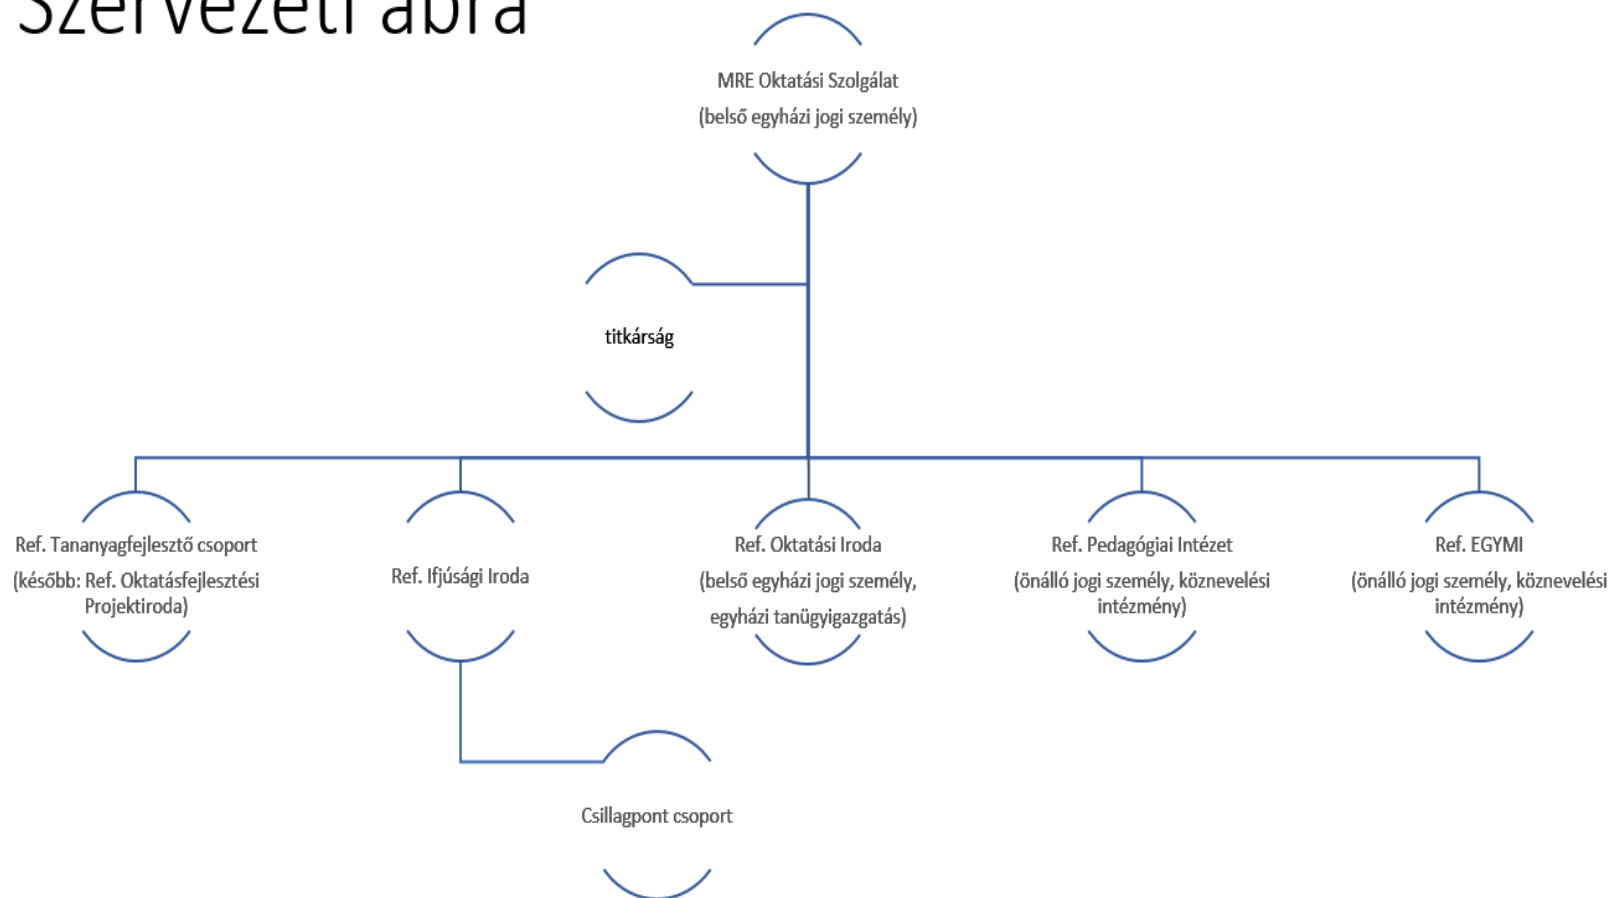 Szervezeti ábra
MRE Oktatási Szolgálat
(belső egyházi jogi személy)
titkárság
Ref. Tananyagfejlesztő csoport
(később: Ref. Oktatásfejlesztési
Projektiroda)
Ref. Ifjúsági Iroda
Ref. Oktatási Iroda
(belső egyházi jogi személy,
egyházi tanügyigazgatás)
Ref. Pedagógiai Intézet
(önálló jogi személy, köznevelési
intézmény)
Ref. EGYMI
(önálló jogi személy, köznevelési
intézmény)
Csillagpont csoport